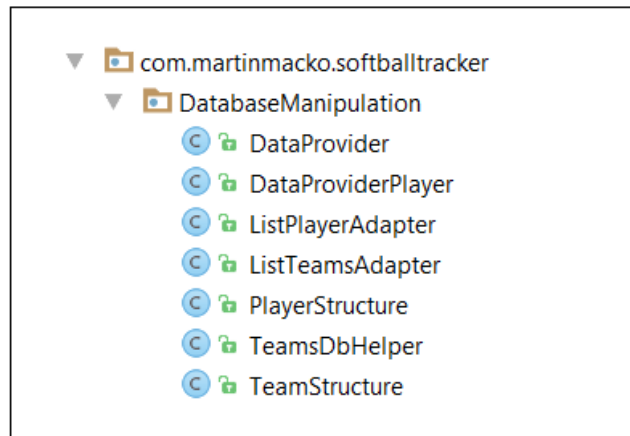 com.martinmacko.softballtracker
DatabaseManipulation
C DataProvider
C DataProviderPlayer
C ListPlayerAdapter
C ListTeamsAdapter
C PlayerStructure
C TeamsDbHelper
C TeamStructure